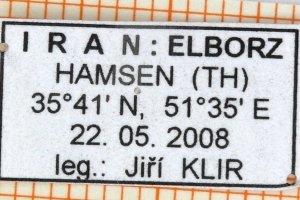 I R A N : ELBORZ
HAMSEN (TH)
35°41' N, 51°35' E
22. 05. 2008
leg.: Jiří KLIR